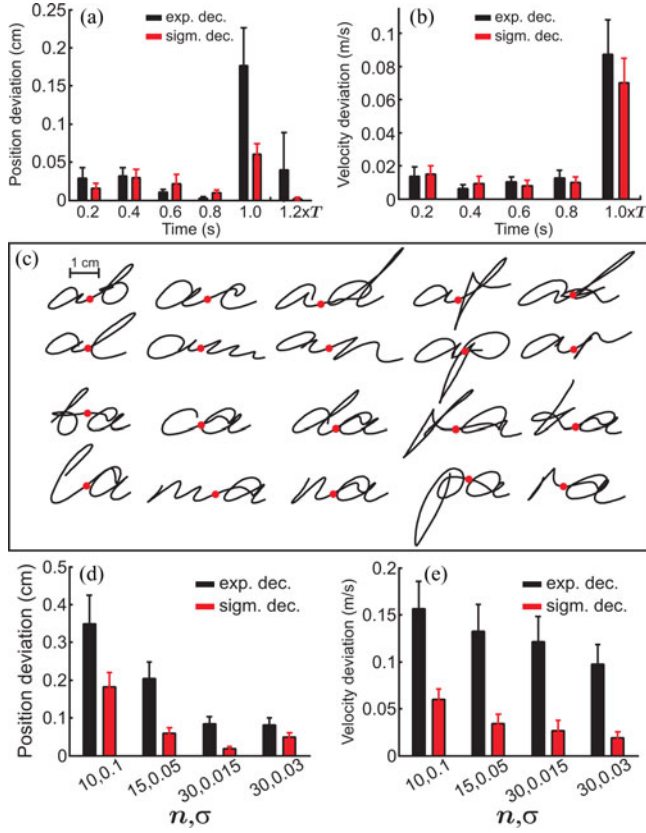 (a)
exp. dec.
sigm. dec.
Position deviation (cm)
0.25
0.2
0.15
0.1
0.05
0
0.2 0.4 0.6 0.8 1.0 1.2xT
Time (s)
(b)
exp. dec.
sigm. dec.
Velocity deviation (m/s)
0.1
0.08
0.06
0.04
0.02
0
0.2 0.4 0.6 0.8 1.0xT
Time (s)
(c)
1 cm
ab ac ad af ak
al am an ap ar
ba ca da fa ka
la ma na pa ra
(d)
exp. dec.
sigm. dec.
Position deviation (cm)
0.5
0.4
0.3
0.2
0.1
0
10,0.1 15,0.05 30,0.015 30,0.03
n,σ
(e)
exp. dec.
sigm. dec.
Velocity deviation (m/s)
0.2
0.15
0.1
0.05
0
10,0.1 15,0.05 30,0.015 30,0.03
n,σ